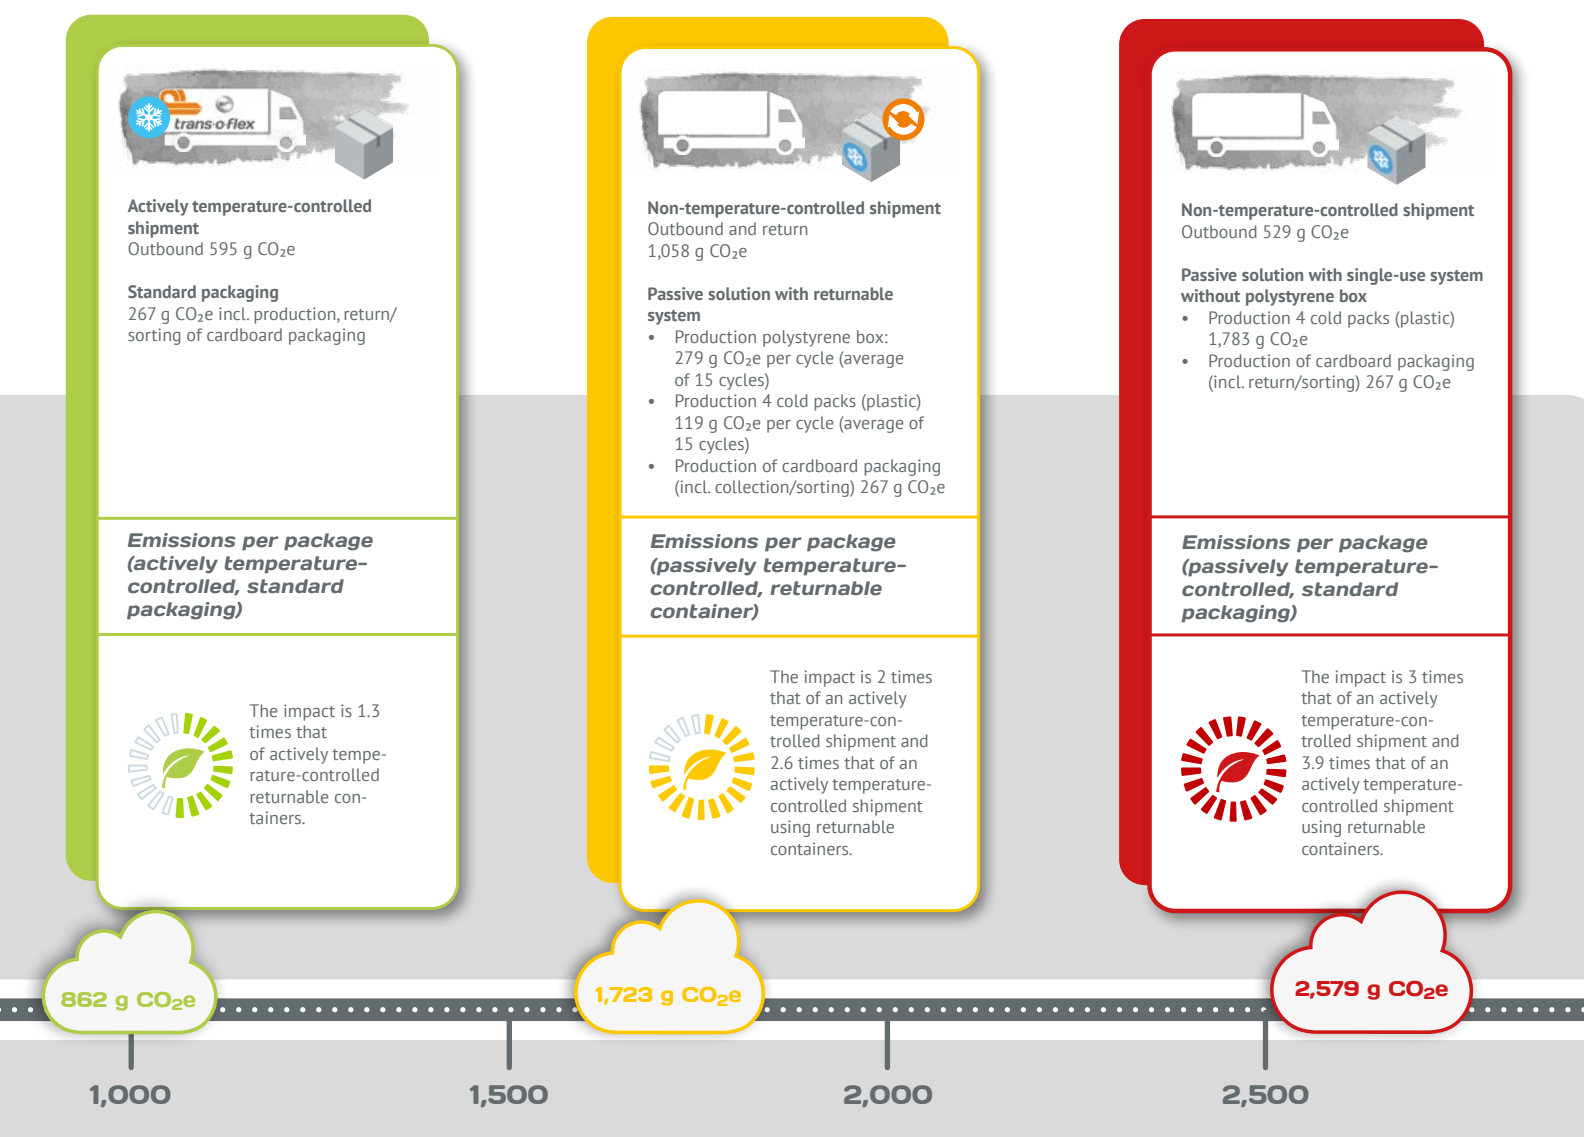 trans-o-flex
Actively temperature-controlled
shipment
Outbound 595 g CO₂e
Standard packaging
267 g CO₂e incl. production, return/
sorting of cardboard packaging
Emissions per package
(actively temperature-
controlled, standard
packaging)
The impact is 1.3
times that
of actively tempe-
rature-controlled
returnable con-
tainers.
862 g CO₂e
Non-temperature-controlled shipment
Outbound and return
1,058 g CO₂e
Passive solution with returnable
system
• Production polystyrene box:
279 g CO₂e per cycle (average
of 15 cycles)
• Production 4 cold packs (plastic)
119 g CO₂e per cycle (average of
15 cycles)
• Production of cardboard packaging
(incl. collection/sorting) 267 g CO₂e
Emissions per package
(passively temperature-
controlled, returnable
container)
The impact is 2 times
that of an actively
temperature-con-
trolled shipment and
2.6 times that of an
actively temperature-
controlled shipment
using returnable
containers.
1,723 g CO₂e
Non-temperature-controlled shipment
Outbound 529 g CO₂e
Passive solution with single-use system
without polystyrene box
• Production 4 cold packs (plastic)
1,783 g CO₂e
• Production of cardboard packaging
(incl. return/sorting) 267 g CO₂e
Emissions per package
(passively temperature-
controlled, standard
packaging)
The impact is 3 times
that of an actively
temperature-con-
trolled shipment and
3.9 times that of an
actively temperature-
controlled shipment
using returnable
containers.
2,579 g CO₂e
1,000
1,500
2,000
2,500